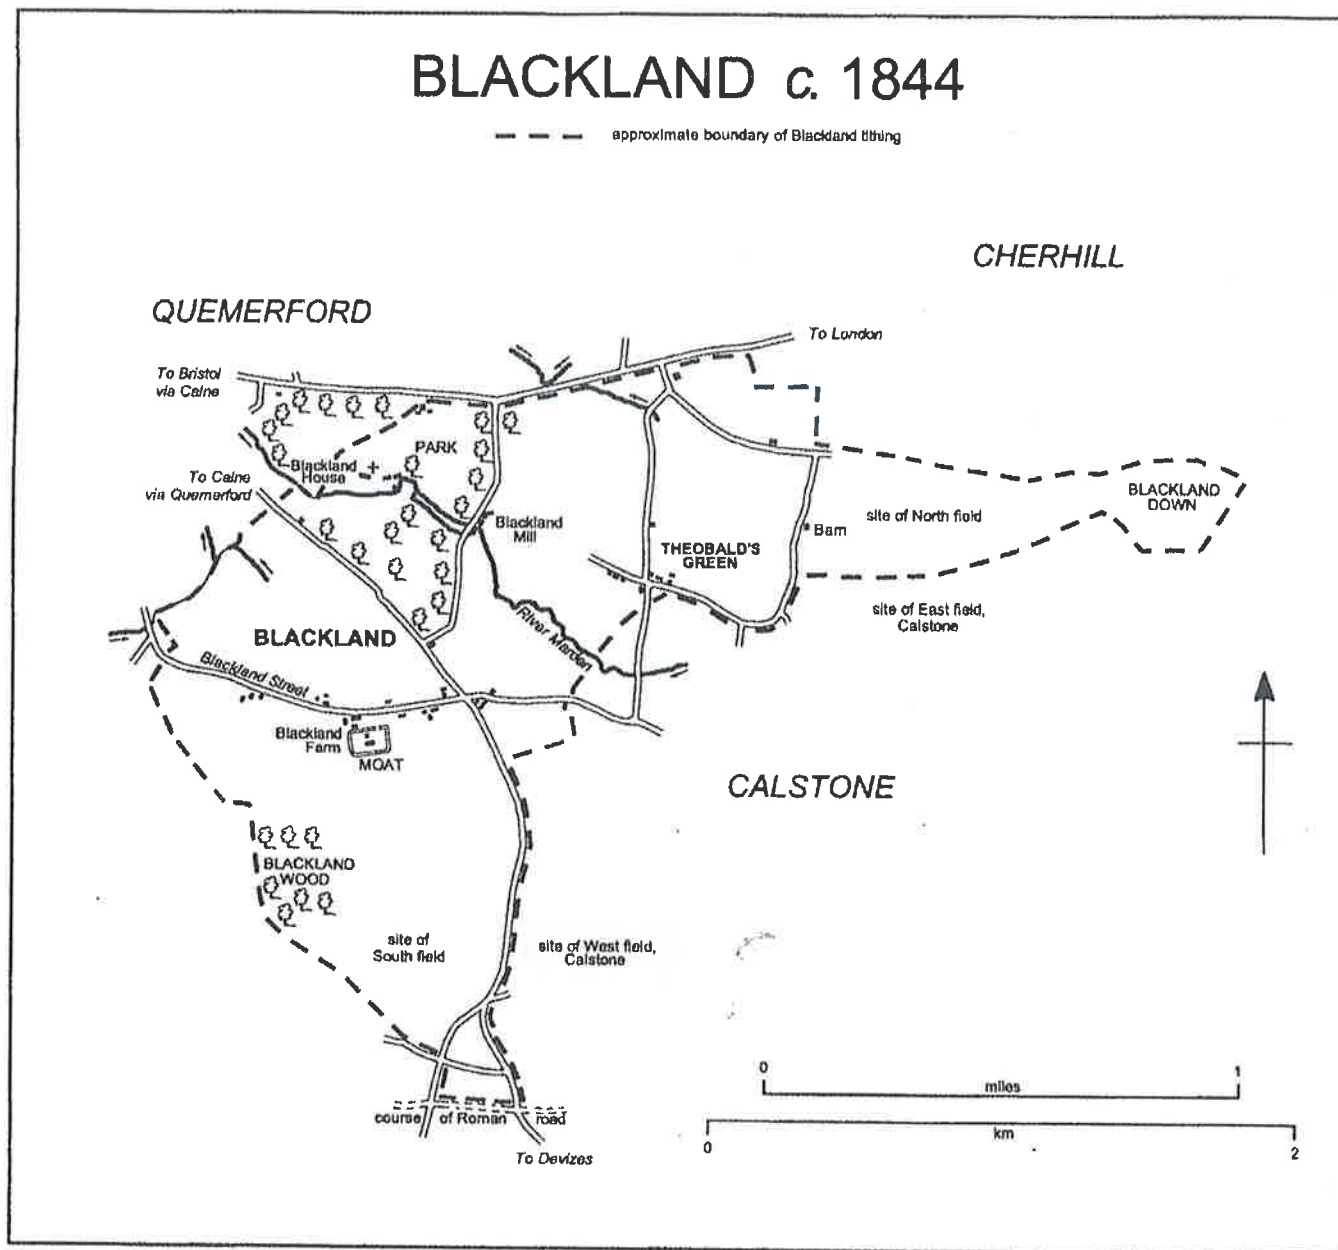 BLACKLAND c. 1844
approximate boundary of Blackland tithing
CHERHILL
QUEMERFORD
To London
To Bristol
via Calne
PARK
Blackland
House
To Calne
via Quemerford
BLACKLAND
DOWN
site of North field
Blackland
Mill
Barn
THEOBALD'S
GREEN
site of East field,
Calstone
BLACKLAND
River Marden
Blackland Street
Blackland
Farm
MOAT
CALSTONE
BLACKLAND
WOOD
site of
South field
site of West field,
Calstone
0 1
miles
course of Roman road
km
0 2
To Devizes